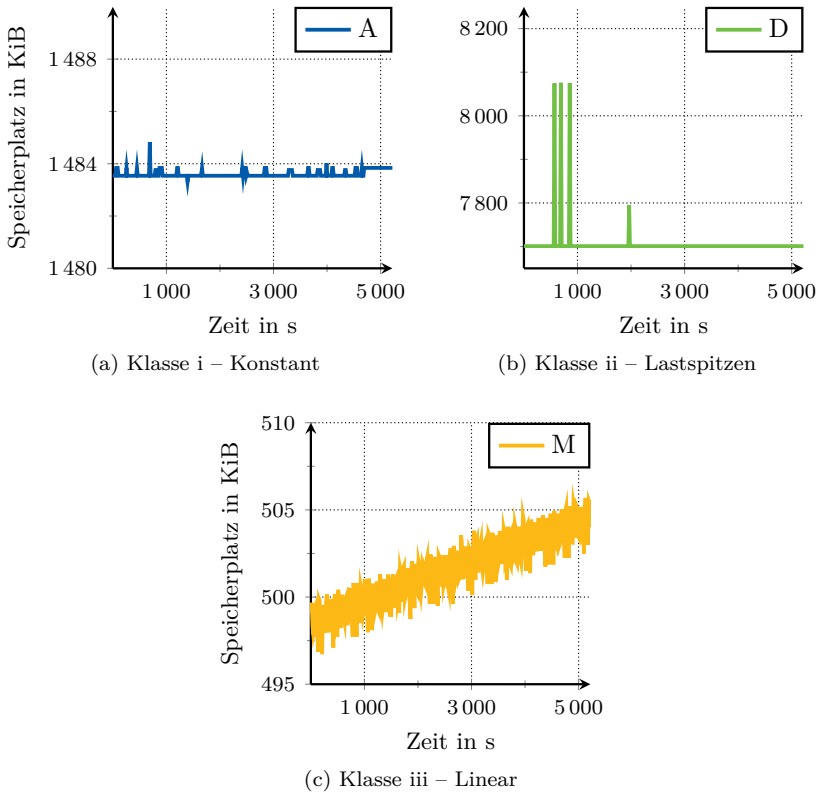 A
1 488
1 484
1 480
1 000
3 000
5 000
Speicherplatz in KiB
Zeit in s
(a) Klasse i – Konstant
D
8 200
8 000
7 800
1 000
3 000
5 000
Zeit in s
(b) Klasse ii – Lastspitzen
M
510
505
500
495
1 000
3 000
5 000
Speicherplatz in KiB
Zeit in s
(c) Klasse iii – Linear